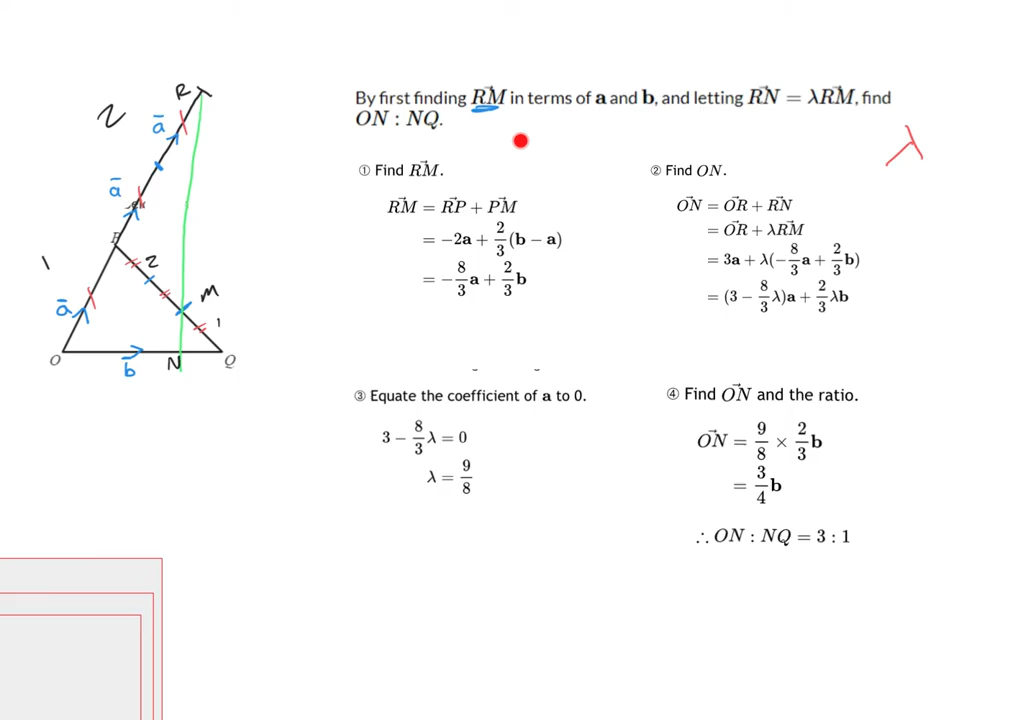 By first finding R⃗M in terms of a and b, and letting R⃗N = λR⃗M, find
ON : NQ.
λ
① Find R⃗M.
R⃗M = R⃗P + P⃗M
= −2a + 2/3(b − a)
= −8/3a + 2/3b
② Find ON.
O⃗N = O⃗R + R⃗N
= O⃗R + λR⃗M
= 3a + λ(−8/3a + 2/3b)
= (3 − 8/3λ)a + 2/3λb
③ Equate the coefficient of a to 0.
3 − 8/3λ = 0
λ = 9/8
④ Find O⃗N and the ratio.
O⃗N = 9/8 × 2/3b
= 3/4b
∴ ON : NQ = 3 : 1
R
2
a̅
a̅
P
1
2
M
a̅
1
O
b̅
N
Q